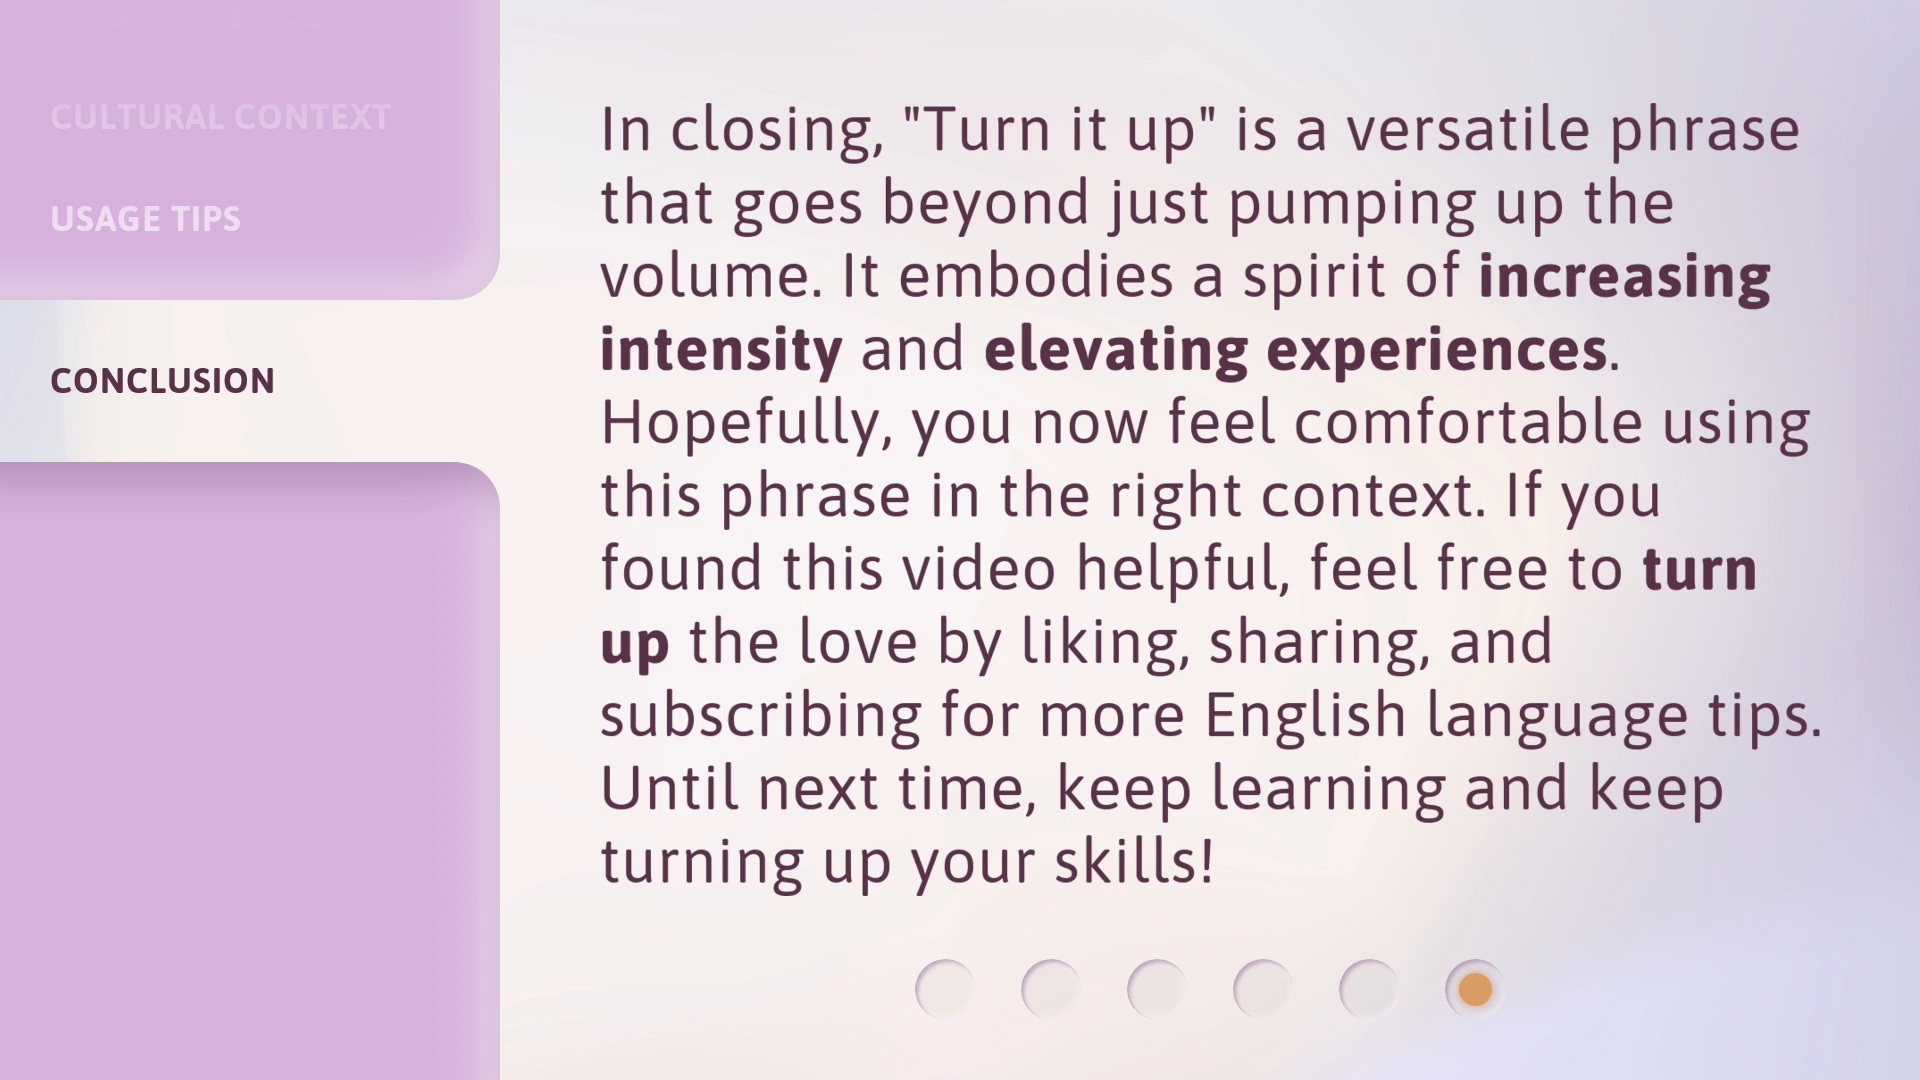 CULTURAL CONTEXT
USAGE TIPS
CONCLUSION
In closing, "Turn it up" is a versatile phrase
that goes beyond just pumping up the
volume. It embodies a spirit of increasing
intensity and elevating experiences.
Hopefully, you now feel comfortable using
this phrase in the right context. If you
found this video helpful, feel free to turn
up the love by liking, sharing, and
subscribing for more English language tips.
Until next time, keep learning and keep
turning up your skills!